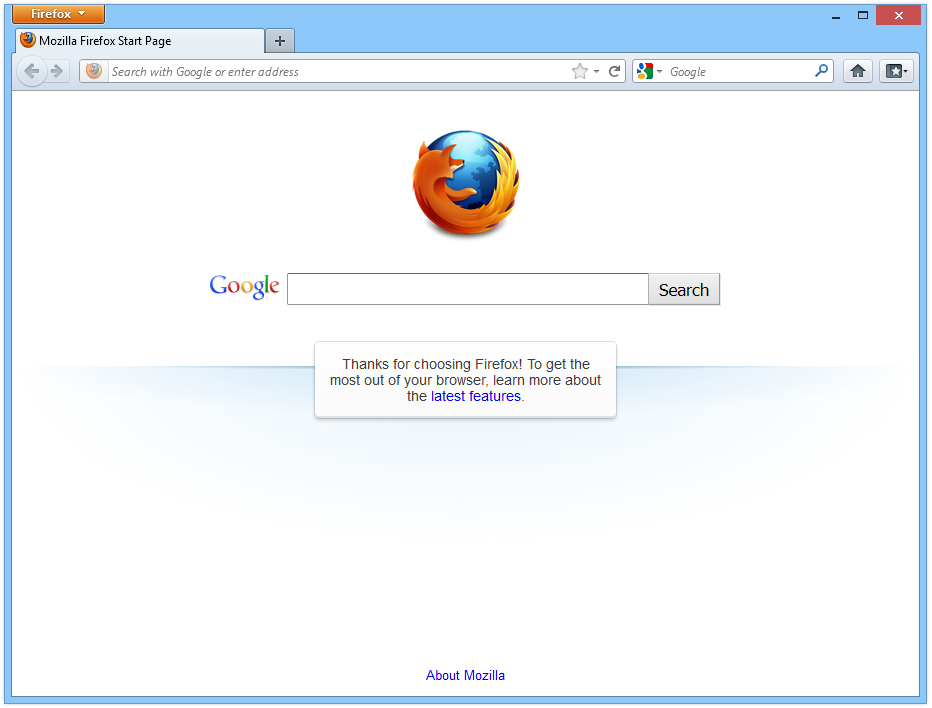 Firefox
Mozilla Firefox Start Page
Search with Google or enter address
Google
Google
Search
Thanks for choosing Firefox! To get the
most out of your browser, learn more about
the latest features.
About Mozilla